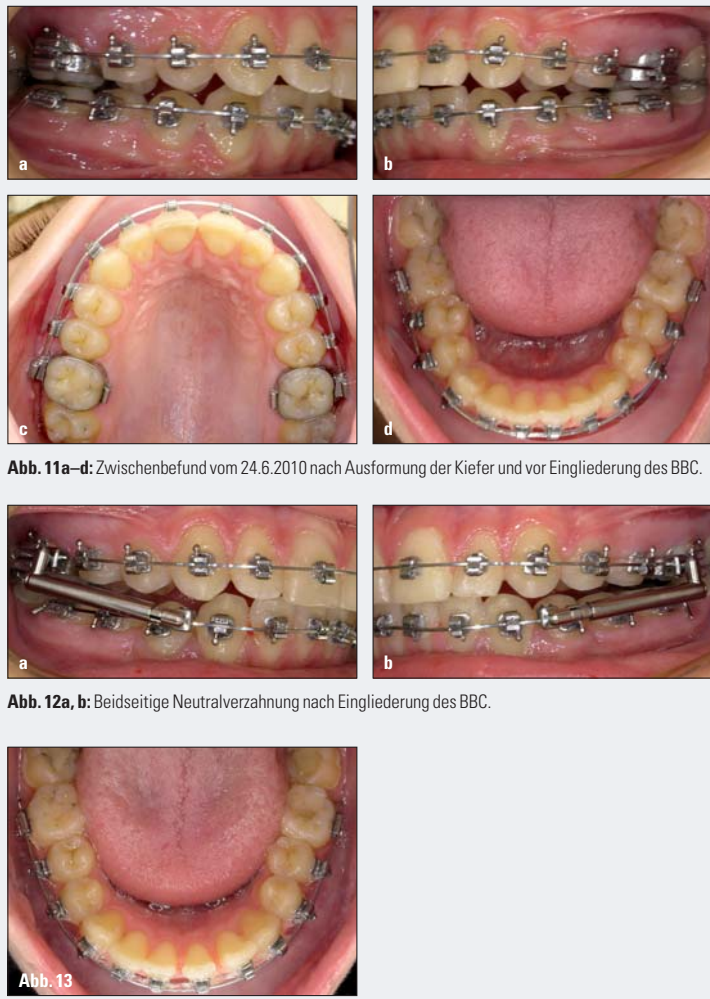 a
b
c
d
Abb. 11a–d: Zwischenbefund vom 24.6.2010 nach Ausformung der Kiefer und vor Eingliederung des BBC.
a
b
Abb. 12a, b: Beidseitige Neutralverzahnung nach Eingliederung des BBC.
Abb. 13